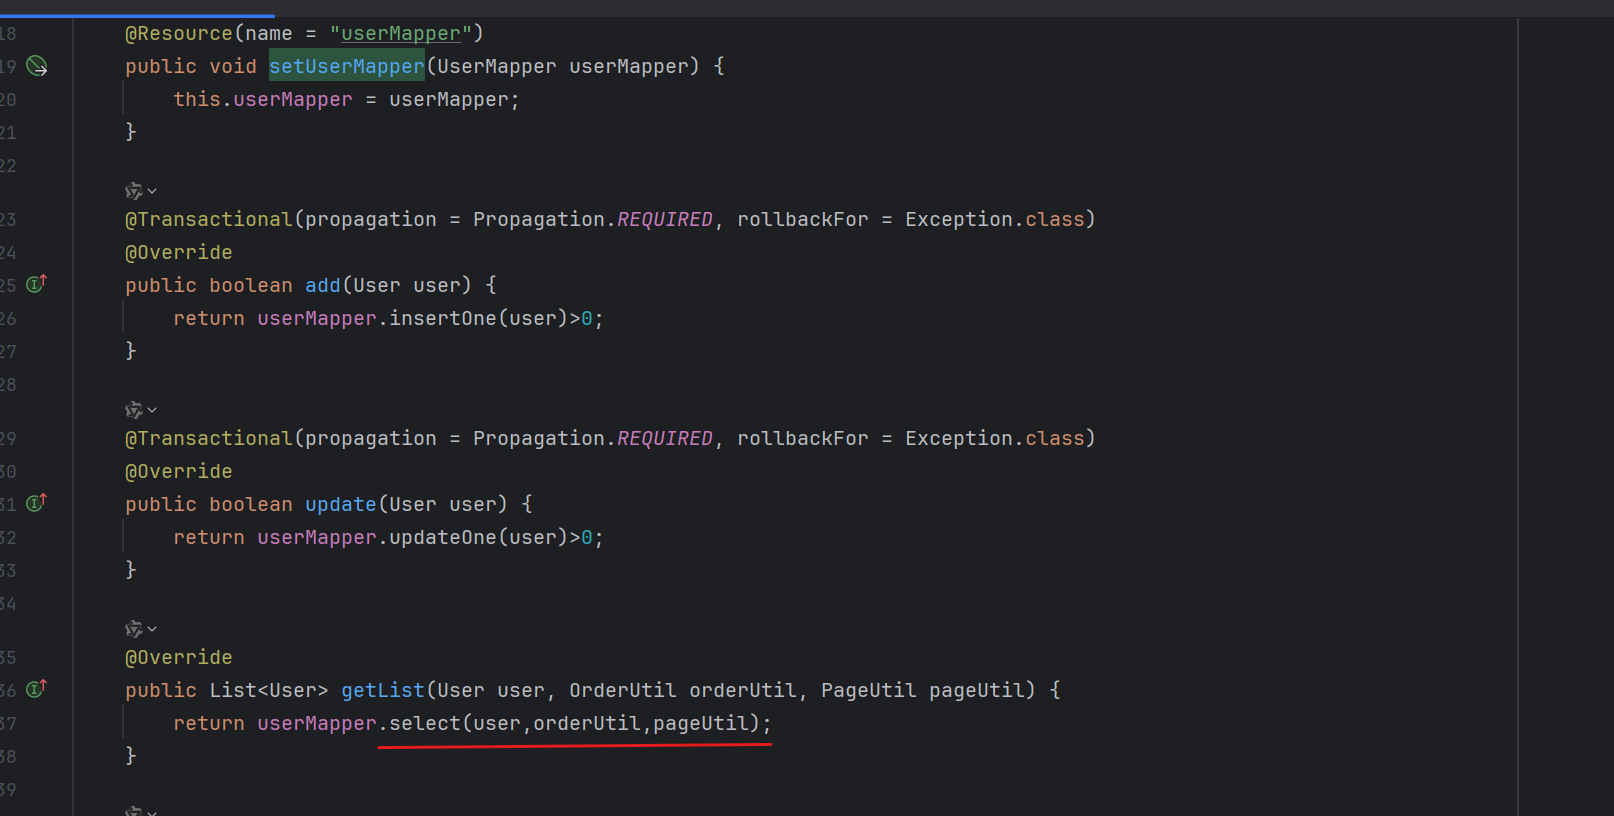 18 @Resource(name = "userMapper")
19 public void setUserMapper(UserMapper userMapper) {
20 this.userMapper = userMapper;
21 }
22
23 @Transactional(propagation = Propagation.REQUIRED, rollbackFor = Exception.class)
24 @Override
25 public boolean add(User user) {
26 return userMapper.insertOne(user)>0;
27 }
28
29 @Transactional(propagation = Propagation.REQUIRED, rollbackFor = Exception.class)
30 @Override
31 public boolean update(User user) {
32 return userMapper.updateOne(user)>0;
33 }
34
35 @Override
36 public List<User> getList(User user, OrderUtil orderUtil, PageUtil pageUtil) {
37 return userMapper.select(user,orderUtil,pageUtil);
38 }
39